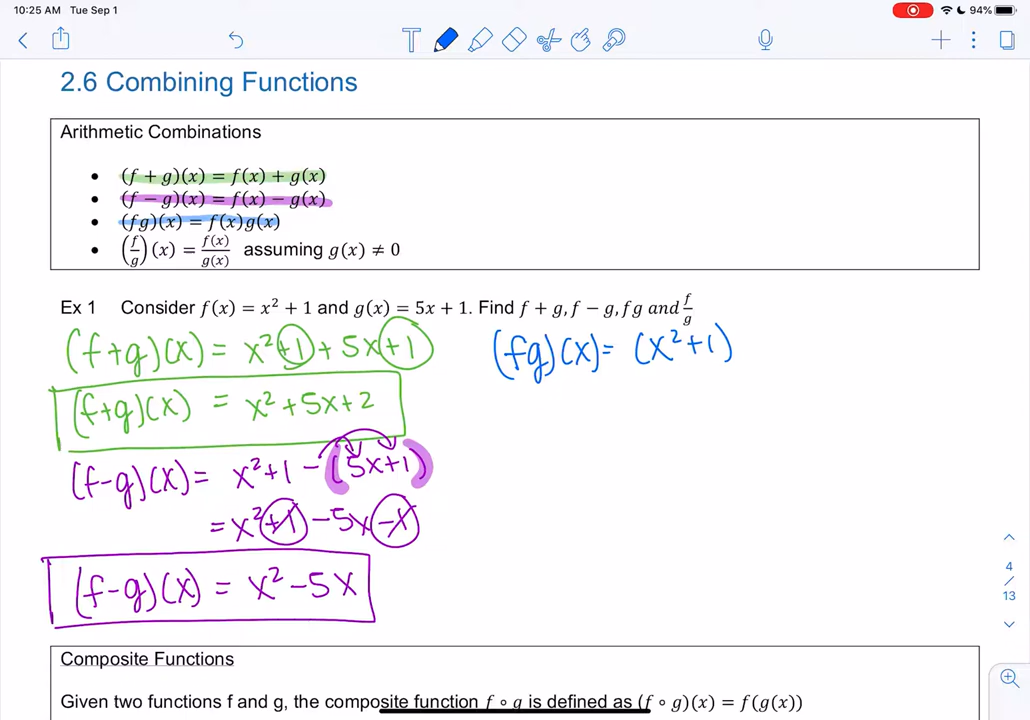 10:25 AM Tue Sep 1
94%
2.6 Combining Functions
Arithmetic Combinations
• (f + g)(x) = f(x) + g(x)
• (f − g)(x) = f(x) − g(x)
• (fg)(x) = f(x)g(x)
• (f/g)(x) = f(x)/g(x) assuming g(x) ≠ 0
Ex 1 Consider f(x) = x² + 1 and g(x) = 5x + 1. Find f + g, f − g, fg and f/g
(f+g)(x) = x²+1 + 5x+1
(f+g)(x) = x²+5x+2
(f-g)(x) = x²+1 - (5x+1)
= x²+1 -5x-1
(f-g)(x) = x²-5x
(fg)(x) = (x²+1)
4
/
13
Composite Functions
Given two functions f and g, the composite function f ∘ g is defined as (f ∘ g)(x) = f(g(x))